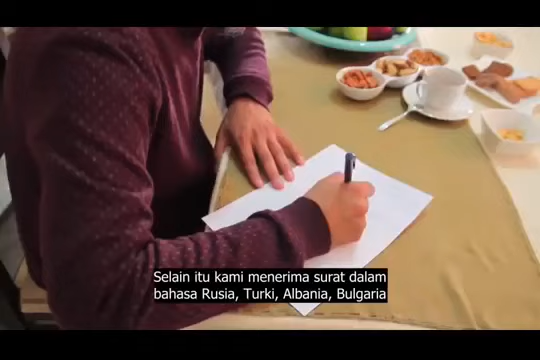 Selain itu kami menerima surat dalam
bahasa Rusia, Turki, Albania, Bulgaria